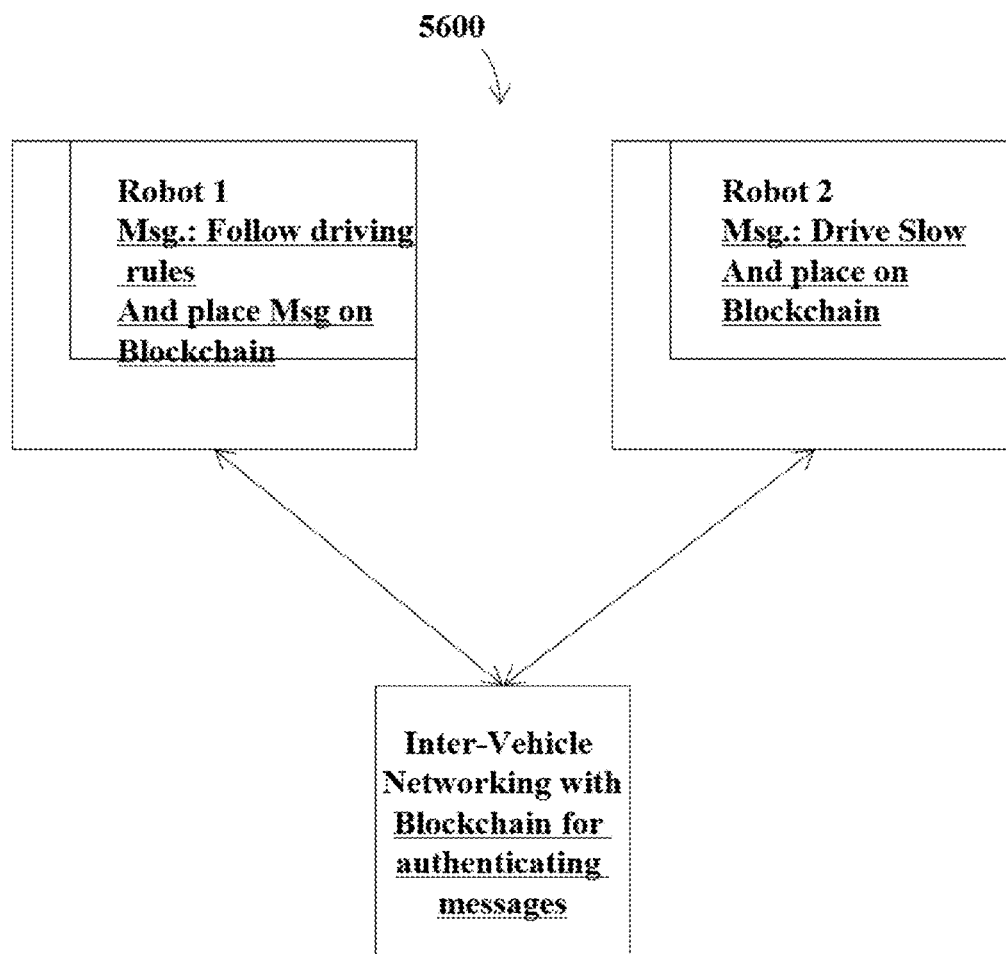 5600
Robot 1
Msg.: Follow driving
rules
And place Msg on
Blockchain
Robot 2
Msg.: Drive Slow
And place on
Blockchain
Inter-Vehicle
Networking with
Blockchain for
authenticating
messages